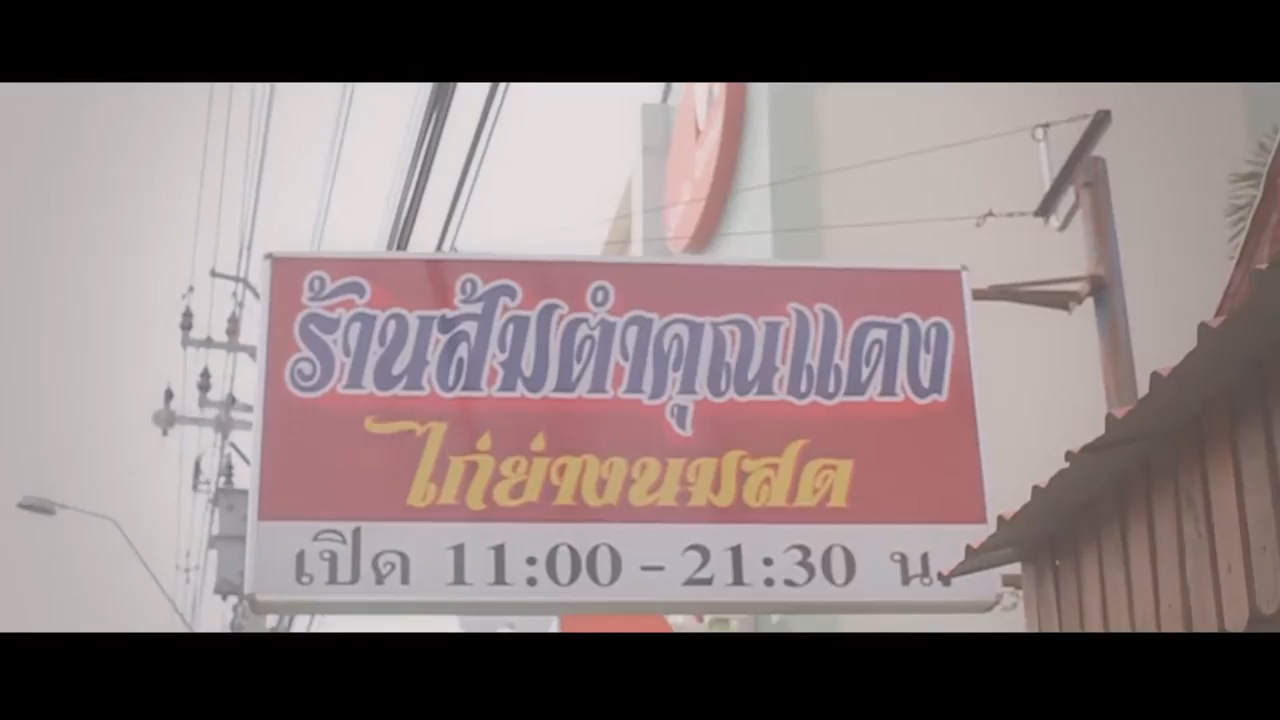 ร้านส้มตำคุณแดง
ไก่ย่างนมสด
เปิด 11:00 - 21:30 น.